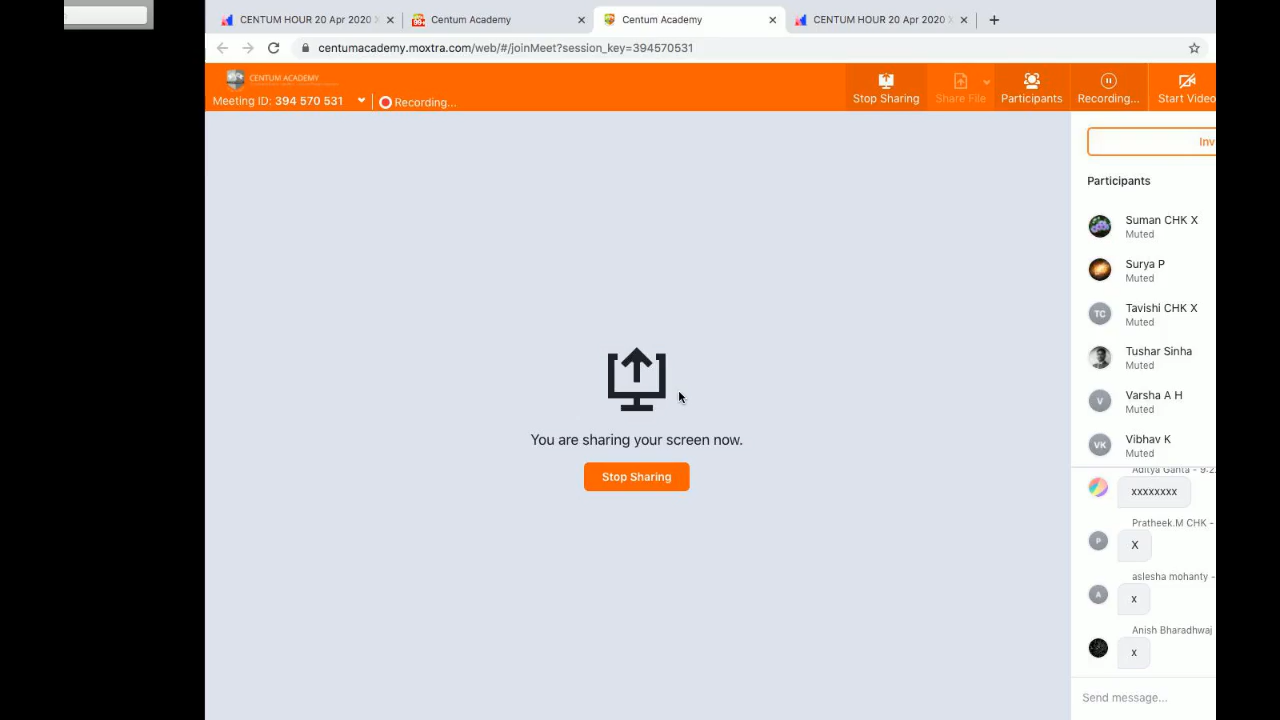 CENTUM HOUR 20 Apr 2020
Centum Academy
Centum Academy
CENTUM HOUR 20 Apr 2020
centumacademy.moxtra.com/web/#/joinMeet?session_key=394570531
CENTUM ACADEMY
Meeting ID: 394 570 531
Recording...
Stop Sharing
Share File
Participants
Recording...
Start Video
Inv
Participants
Suman CHK X
Muted
Surya P
Muted
TC
Tavishi CHK X
Muted
Tushar Sinha
Muted
V
Varsha A H
Muted
VK
Vibhav K
Muted
You are sharing your screen now.
Stop Sharing
Aditya Ganta - 9:2
xxxxxxxx
Pratheek.M CHK -
P
X
aslesha mohanty -
A
x
Anish Bharadhwaj
x
Send message...